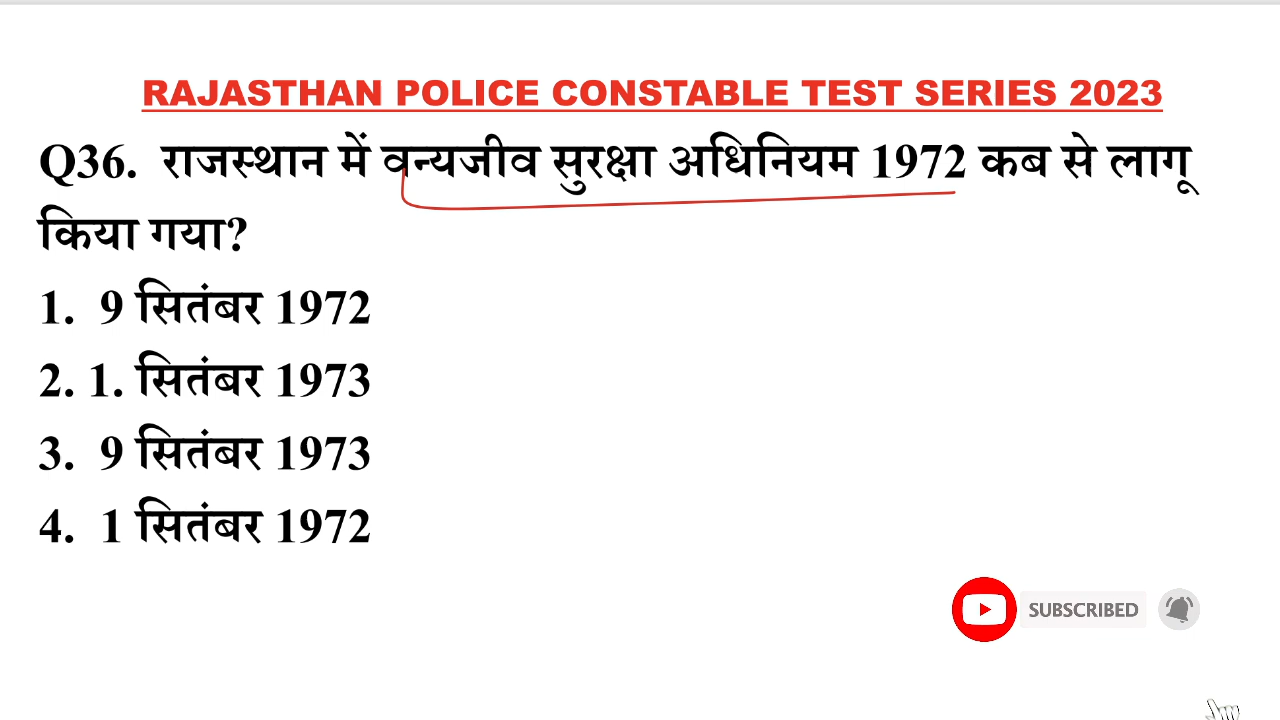 RAJASTHAN POLICE CONSTABLE TEST SERIES 2023
Q36. राजस्थान में वन्यजीव सुरक्षा अधिनियम 1972 कब से लागू
किया गया?
1. 9 सितंबर 1972
2. 1. सितंबर 1973
3. 9 सितंबर 1973
4. 1 सितंबर 1972
SUBSCRIBED